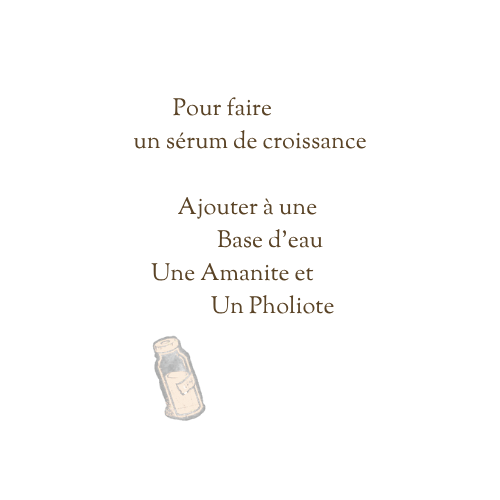 Pour faire
un sérum de croissance
Ajouter à une
Base d’eau
Une Amanite et
Un Pholiote